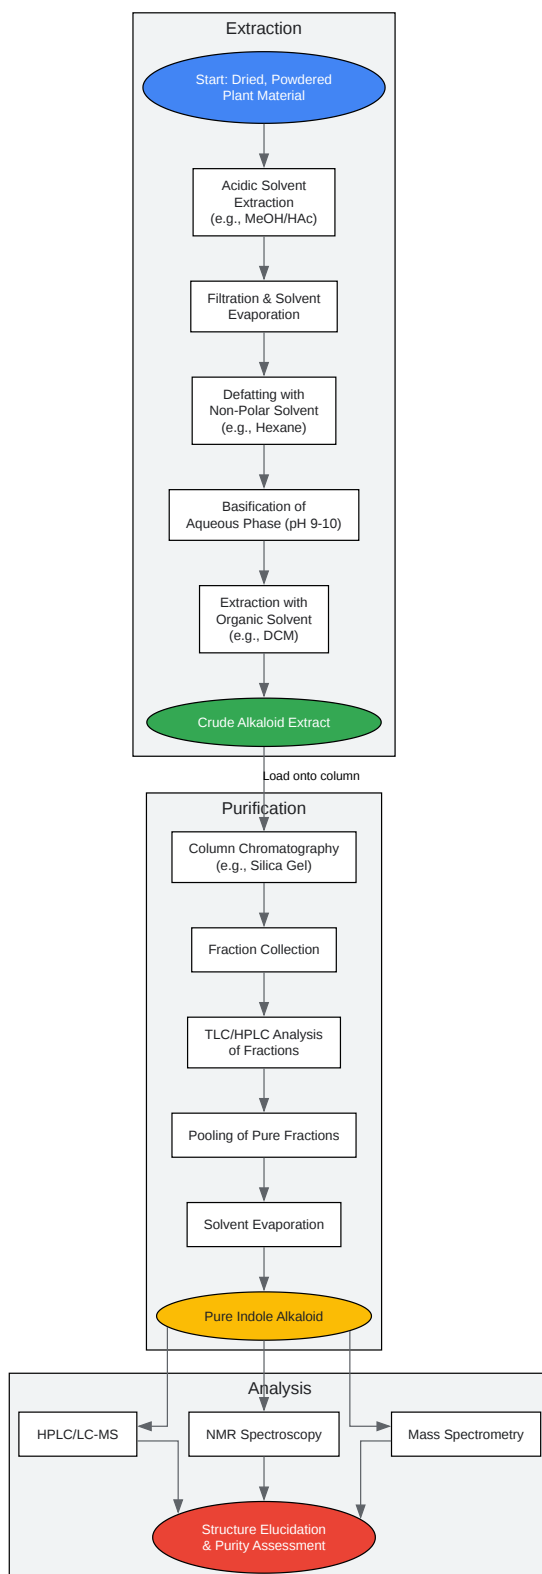 Extraction
Start: Dried, Powdered
Plant Material
Acidic Solvent
Extraction
(e.g., MeOH/HAc)
Filtration & Solvent
Evaporation
Defatting with
Non-Polar Solvent
(e.g., Hexane)
Basification of
Aqueous Phase (pH 9-10)
Extraction with
Organic Solvent
(e.g., DCM)
Crude Alkaloid Extract
Load onto column
Purification
Column Chromatography
(e.g., Silica Gel)
Fraction Collection
TLC/HPLC Analysis
of Fractions
Pooling of Pure Fractions
Solvent Evaporation
Pure Indole Alkaloid
Analysis
HPLC/LC-MS
NMR Spectroscopy
Mass Spectrometry
Structure Elucidation
& Purity Assessment